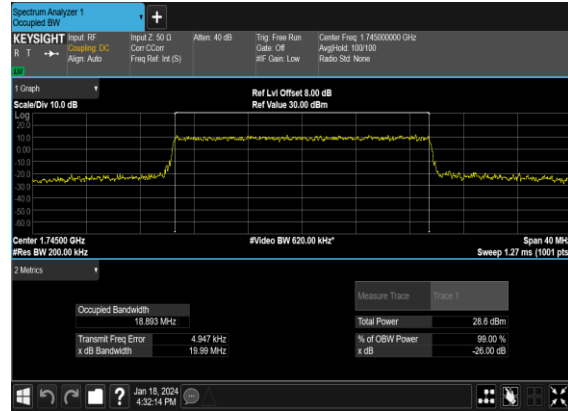 Spectrum Analyzer 1
Occupied BW
+
KEYSIGHT Input: RF Input Z: 50 Ω Atten: 40 dB Trig: Free Run Center Freq: 1.745000000 GHz
R T Coupling: DC Corr CCorr Gate: Off Avg|Hold: 100/100
Align: Auto Freq Ref: Int (S) #IF Gain: Low Radio Std: None
LM
1 Graph
Ref Lvl Offset 8.00 dB
Scale/Div 10.0 dB Ref Value 30.00 dBm
Log
20.0
10.0
0.00
-10.0
-20.0
-30.0
-40.0
-50.0
-60.0
Center 1.74500 GHz #Video BW 620.00 kHz* Span 40 MHz
#Res BW 200.00 kHz Sweep 1.27 ms (1001 pts
2 Metrics
Measure Trace Trace 1
Occupied Bandwidth
18.893 MHz Total Power 28.6 dBm
Transmit Freq Error 4.947 kHz % of OBW Power 99.00 %
x dB Bandwidth 19.99 MHz x dB -26.00 dB
? Jan 18, 2024
4:32:14 PM